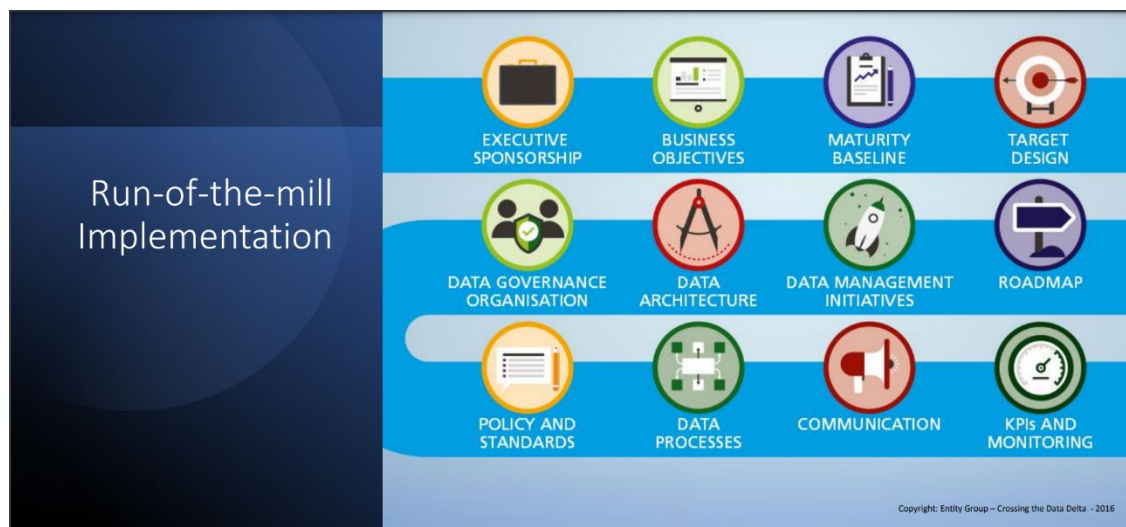 Run-of-the-mill
Implementation
EXECUTIVE
SPONSORSHIP
BUSINESS
OBJECTIVES
MATURITY
BASELINE
TARGET
DESIGN
DATA GOVERNANCE
ORGANISATION
DATA
ARCHITECTURE
DATA MANAGEMENT
INITIATIVES
ROADMAP
POLICY AND
STANDARDS
DATA
PROCESSES
COMMUNICATION
KPIs AND
MONITORING
Copyright: Entity Group – Crossing the Data Delta - 2016